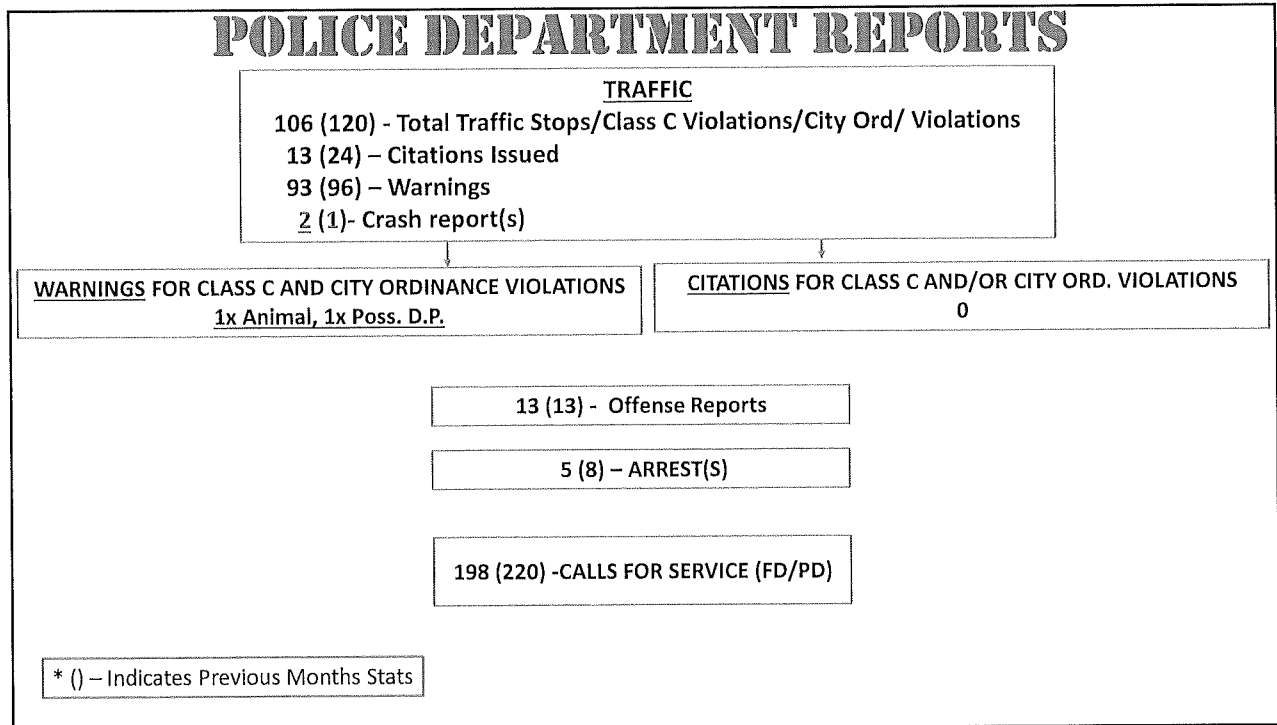 POLICE DEPARTMENT REPORTS
TRAFFIC
106 (120) - Total Traffic Stops/Class C Violations/City Ord/ Violations
13 (24) – Citations Issued
93 (96) – Warnings
2 (1)- Crash report(s)
WARNINGS FOR CLASS C AND CITY ORDINANCE VIOLATIONS
1x Animal, 1x Poss. D.P.
CITATIONS FOR CLASS C AND/OR CITY ORD. VIOLATIONS
0
13 (13) - Offense Reports
5 (8) – ARREST(S)
198 (220) -CALLS FOR SERVICE (FD/PD)
* () – Indicates Previous Months Stats